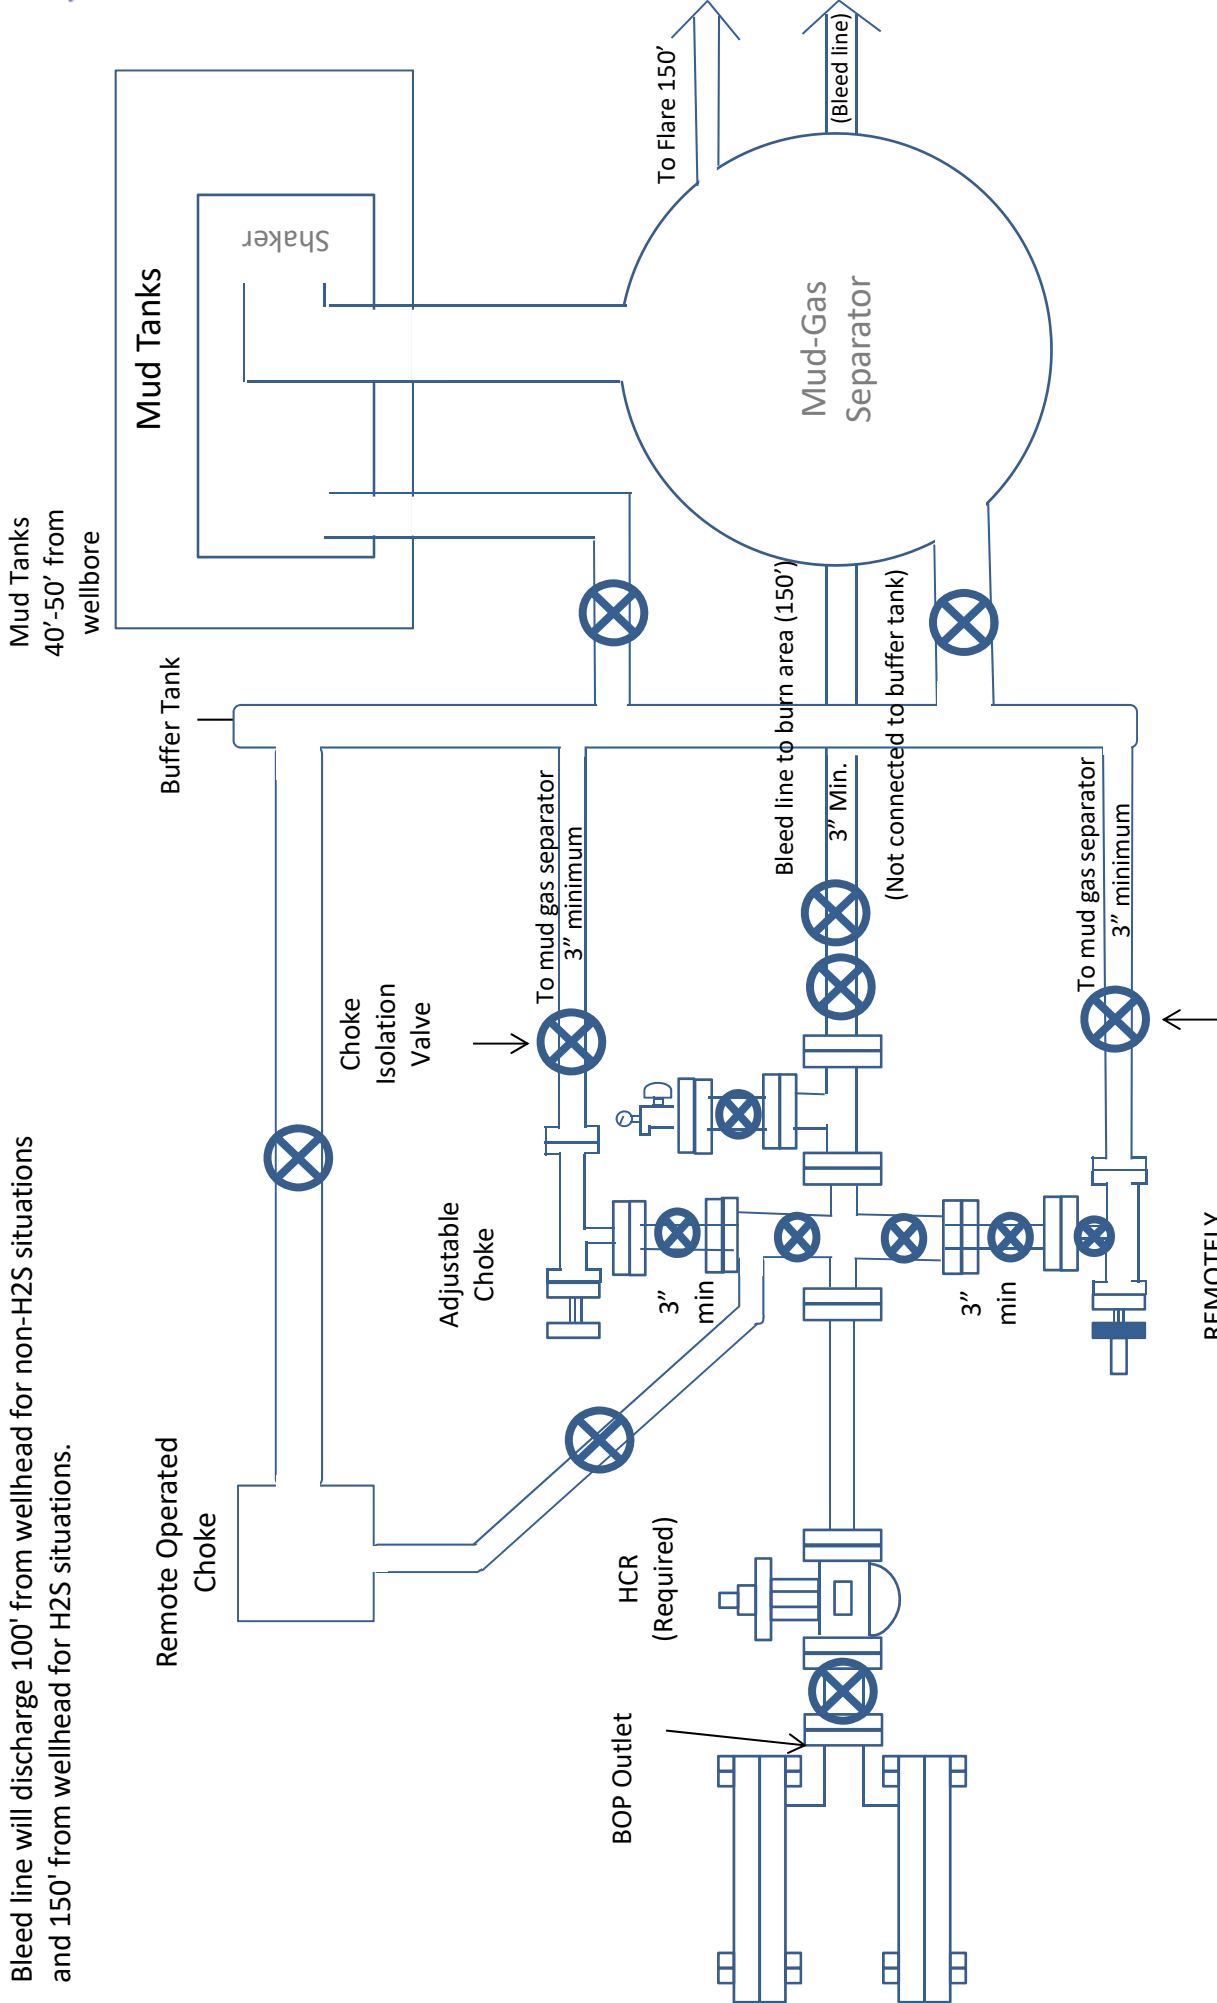 Bleed line will discharge 100' from wellhead for non-H2S situations
and 150' from wellhead for H2S situations.
Mud Tanks
40’-50’ from
wellbore
Mud Tanks
Shaker
Buffer Tank
Remote Operated
Choke
Choke
Isolation
Valve
Adjustable
Choke
To mud gas separator
3” minimum
To Flare 150’
(Bleed line)
Mud-Gas
Separator
Bleed line to burn area (150’)
3” Min.
(Not connected to buffer tank)
HCR
(Required)
BOP Outlet
3”
min
3”
min
To mud gas separator
3” minimum
REMOTELY